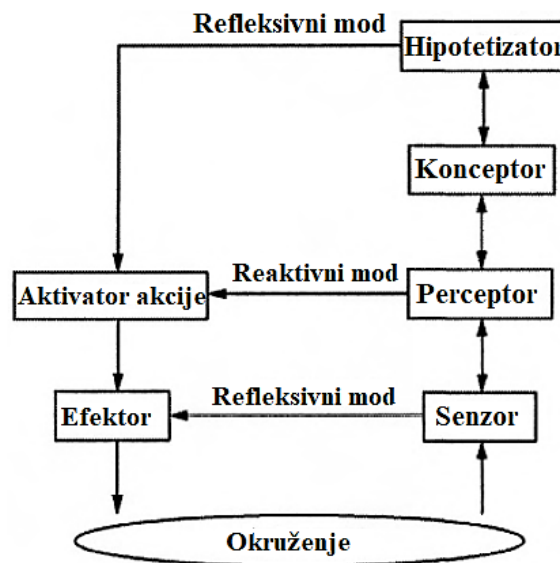 Refleksivni mod
Hipotetizator
Konceptor
Reaktivni mod
Aktivator akcije
Perceptor
Refleksivni mod
Efektor
Senzor
Okruženje